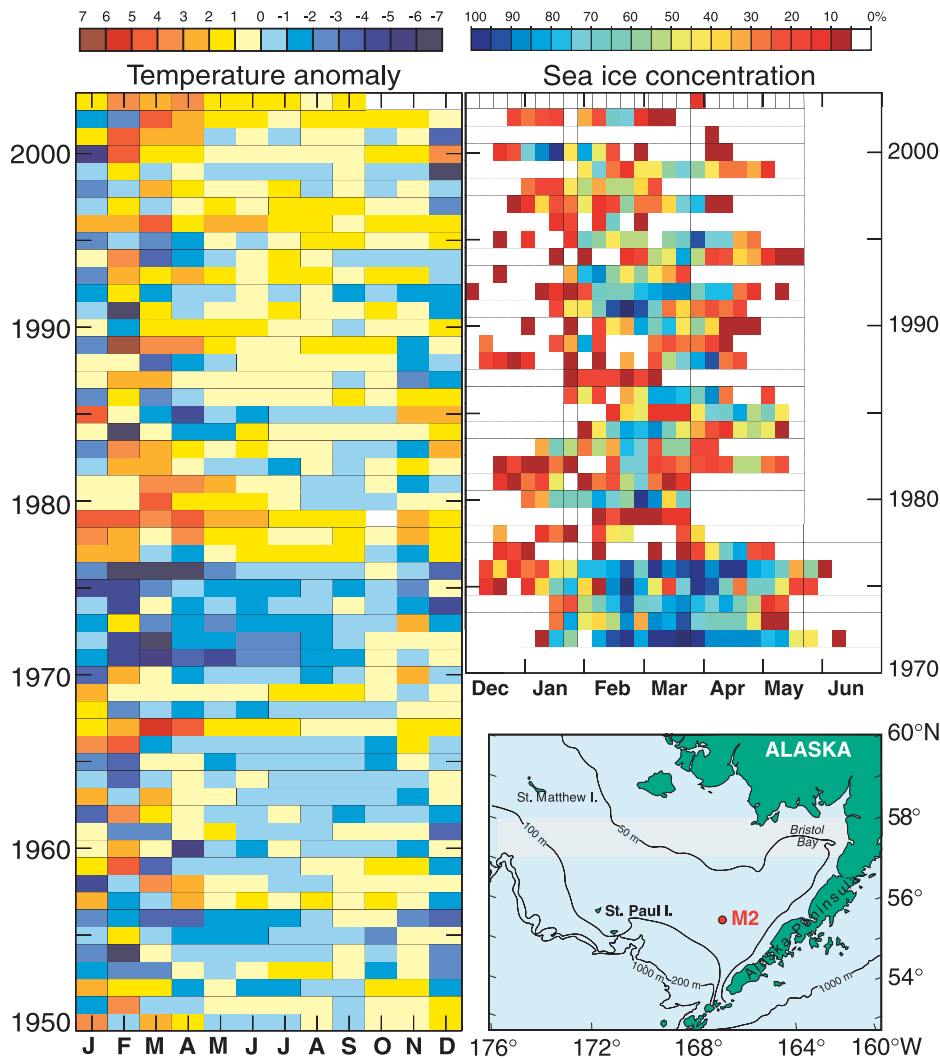 7 6 5 4 3 2 1 0 -1 -2 -3 -4 -5 -6 -7
100 90 80 70 60 50 40 30 20 10 0%
Temperature anomaly
Sea ice concentration
2000
1990
1980
1970
1960
1950
J F M A M J J A S O N D
2000
1990
1980
1970
Dec Jan Feb Mar Apr May Jun
ALASKA
60°N
St. Matthew I.
100 m
50 m
Bristol
Bay
58°
56°
St. Paul I.
M2
Alaska Peninsula
1000 m
200 m
1000 m
54°
176° 172° 168° 164° 160°W